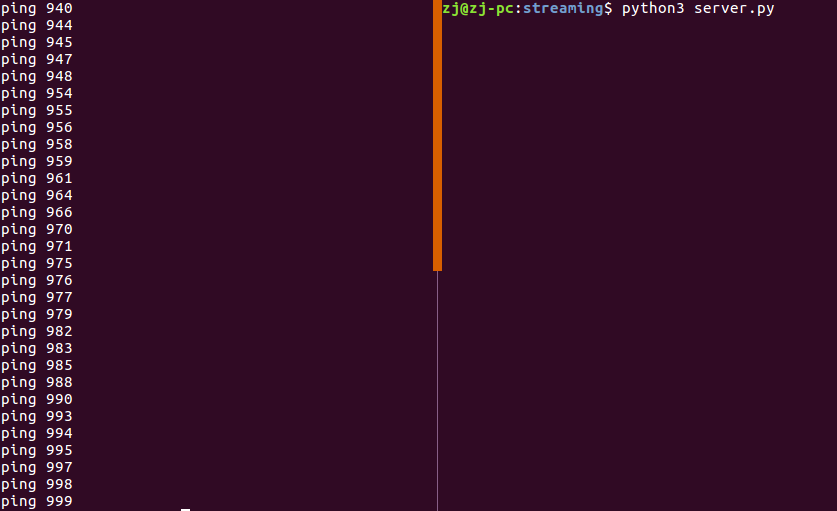 ping 940
ping 944
ping 945
ping 947
ping 948
ping 954
ping 955
ping 956
ping 958
ping 959
ping 961
ping 964
ping 966
ping 970
ping 971
ping 975
ping 976
ping 977
ping 979
ping 982
ping 983
ping 985
ping 988
ping 990
ping 993
ping 994
ping 995
ping 997
ping 998
ping 999
zj@zj-pc:streaming$ python3 server.py